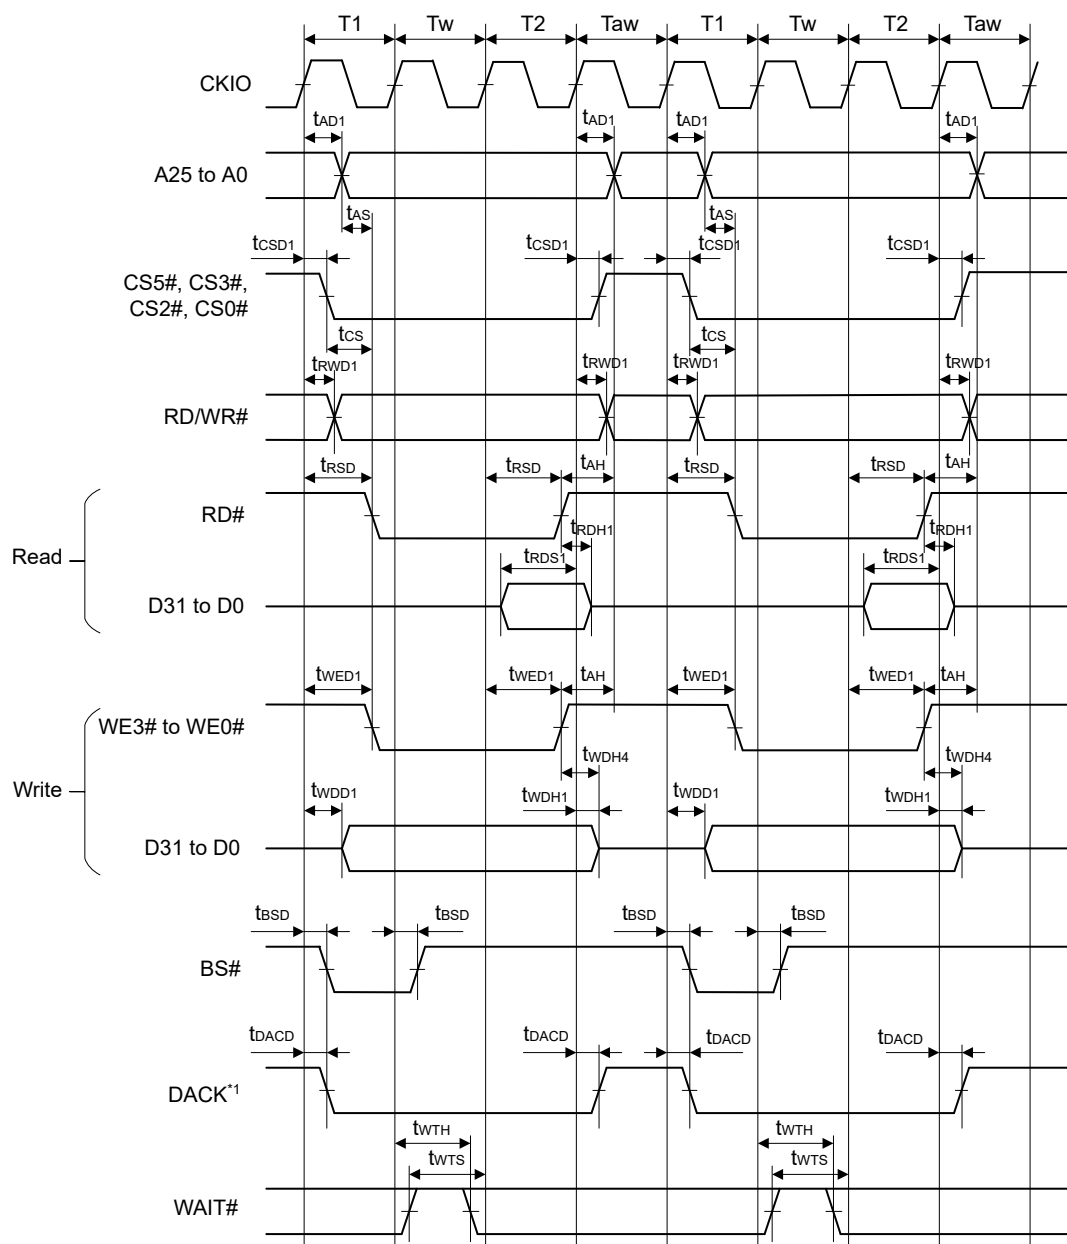 T1 Tw T2 Taw T1 Tw T2 Taw
CKIO
tAD1 tAD1 tAD1 tAD1
A25 to A0
tAS tAS
tCSD1 tCSD1 tCSD1 tCSD1
CS5#, CS3#,
CS2#, CS0#
tCS tCS
tRWD1 tRWD1 tRWD1 tRWD1
RD/WR#
tRSD tRSD tAH tRSD tRSD tAH
RD#
tRDH1 tRDH1
Read
tRDS1 tRDS1
D31 to D0
tWED1 tWED1 tAH tWED1 tWED1 tAH
WE3# to WE0#
tWDH4 tWDH4
Write
tWDD1 tWDH1 tWDD1 tWDH1
D31 to D0
tBSD tBSD tBSD tBSD
BS#
tDACD tDACD tDACD tDACD
DACK*1
tWTH tWTH
tWTS tWTS
WAIT#